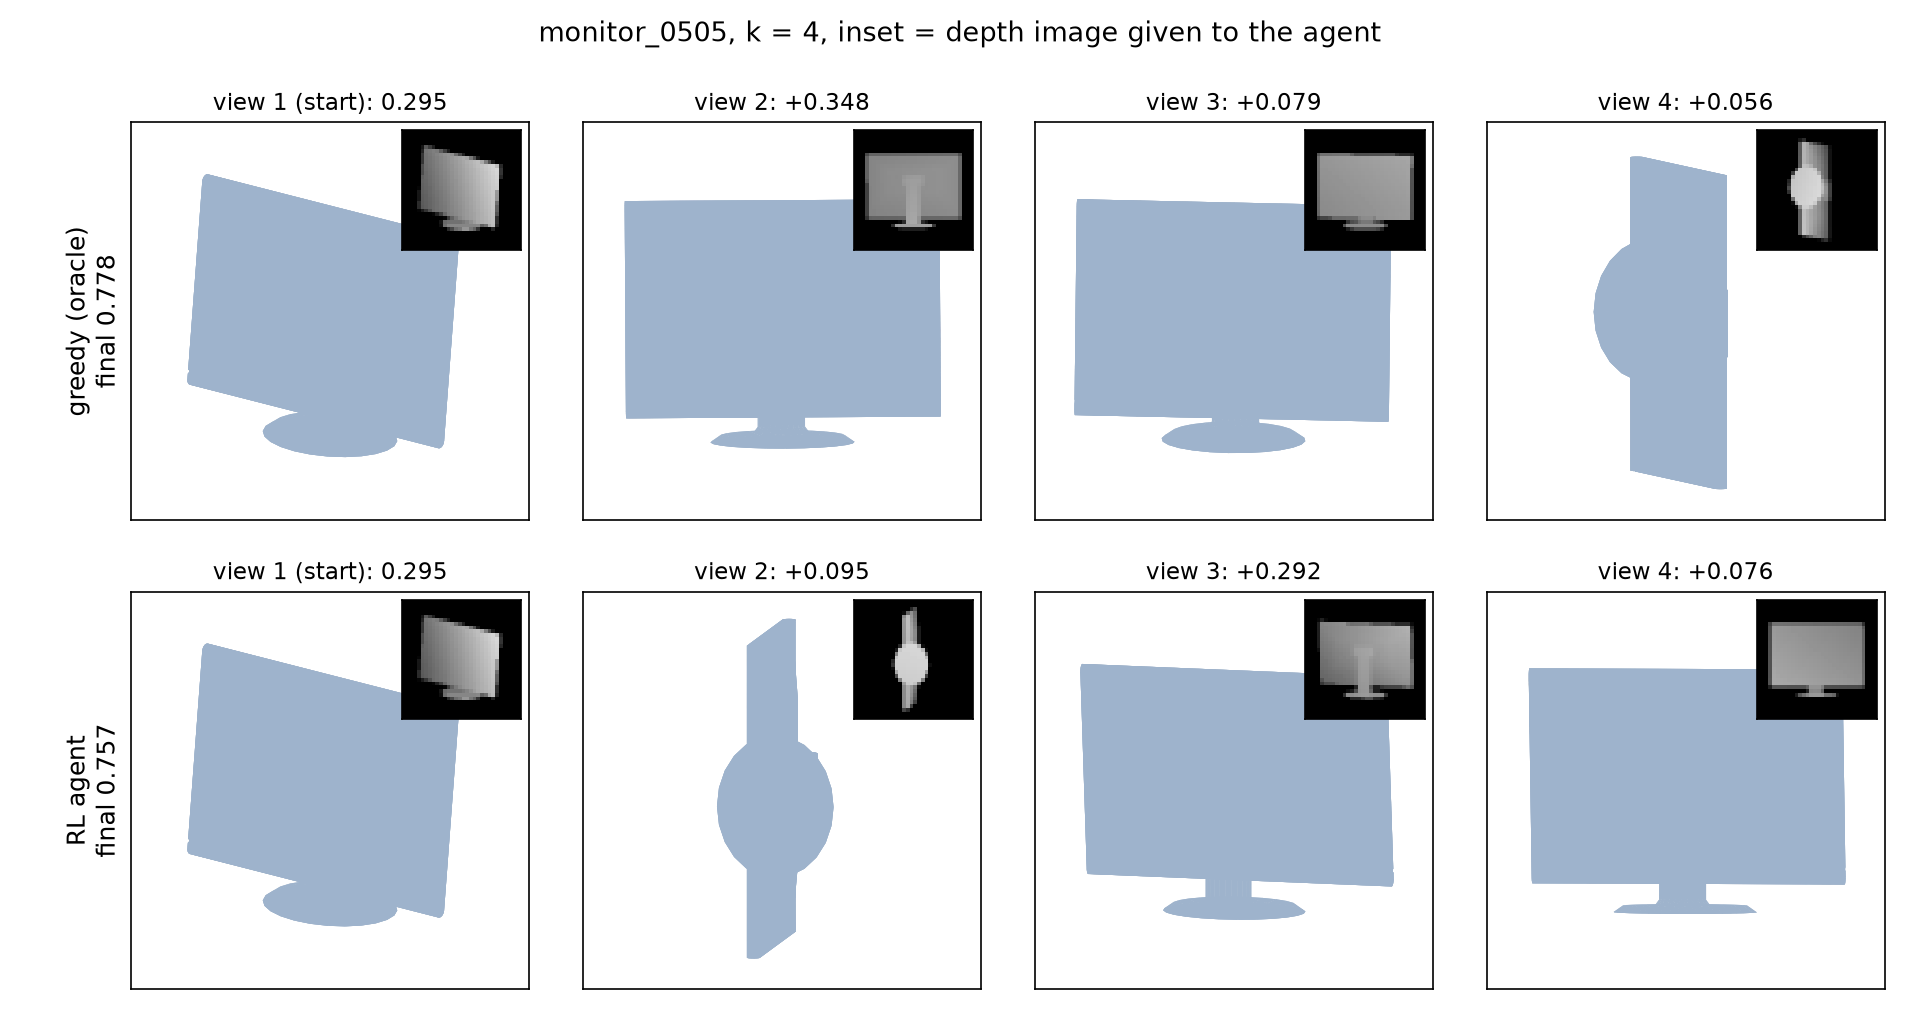 monitor_0505, k = 4, inset = depth image given to the agent
view 1 (start): 0.295
view 2: +0.348
view 3: +0.079
view 4: +0.056
greedy (oracle)
final 0.778
view 1 (start): 0.295
view 2: +0.095
view 3: +0.292
view 4: +0.076
RL agent
final 0.757